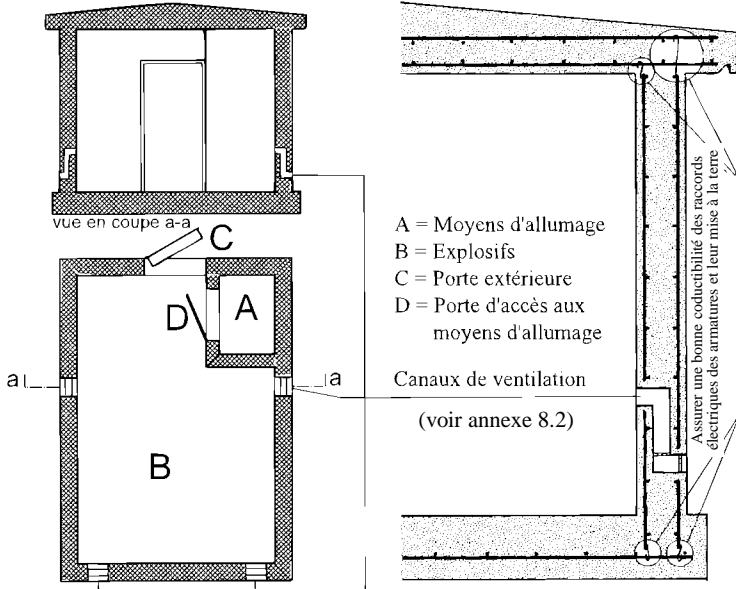 vue en coupe a-a
C
D
A
a
a
B
A = Moyens d'allumage
B = Explosifs
C = Porte extérieure
D = Porte d'accès aux
moyens d'allumage
Canaux de ventilation
(voir annexe 8.2)
Assurer une bonne coductibilité des raccords
électriques des armatures et leur mise à la terre